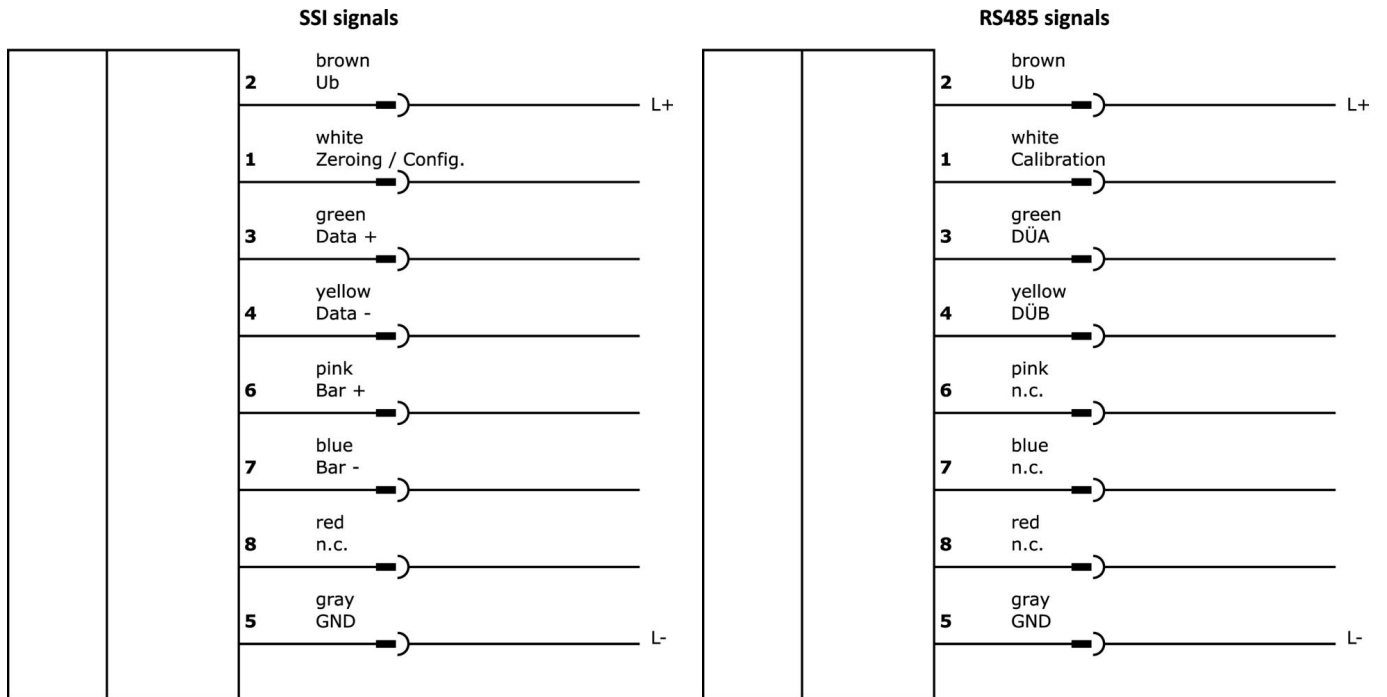 SSI signals
brown
2 Ub
L+
white
1 Zeroing / Config.
green
3 Data +
yellow
4 Data -
pink
6 Bar +
blue
7 Bar -
red
8 n.c.
gray
5 GND
L-
RS485 signals
brown
2 Ub
L+
white
1 Calibration
green
3 DÜA
yellow
4 DÜB
pink
6 n.c.
blue
7 n.c.
red
8 n.c.
gray
5 GND
L-